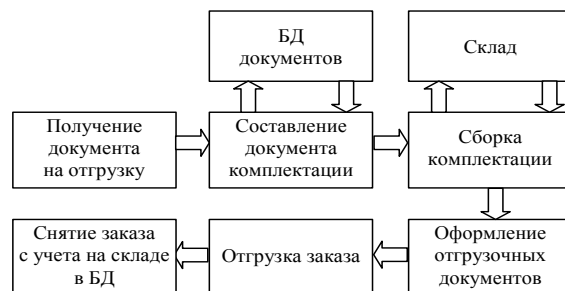 БД
документов
Склад
Получение
документа
на отгрузку
Составление
документа
комплектации
Сборка
комплектации
Снятие заказа
с учета на складе
в БД
Отгрузка заказа
Оформление
отгрузочных
документов